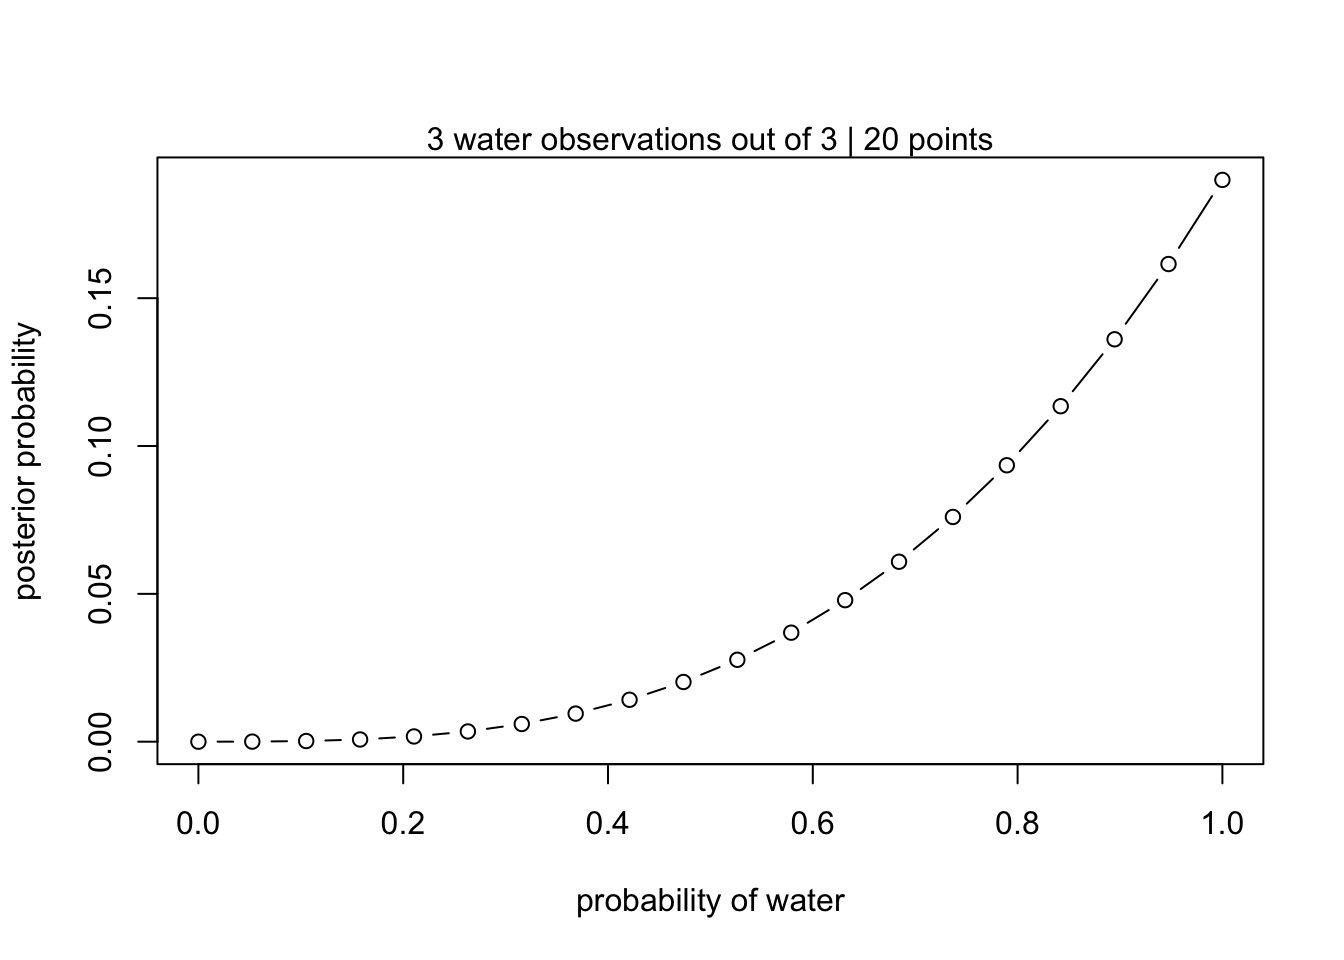 3 water observations out of 3 | 20 points
posterior probability
0.15
0.10
0.05
0.00
0.0 0.2 0.4 0.6 0.8 1.0
probability of water